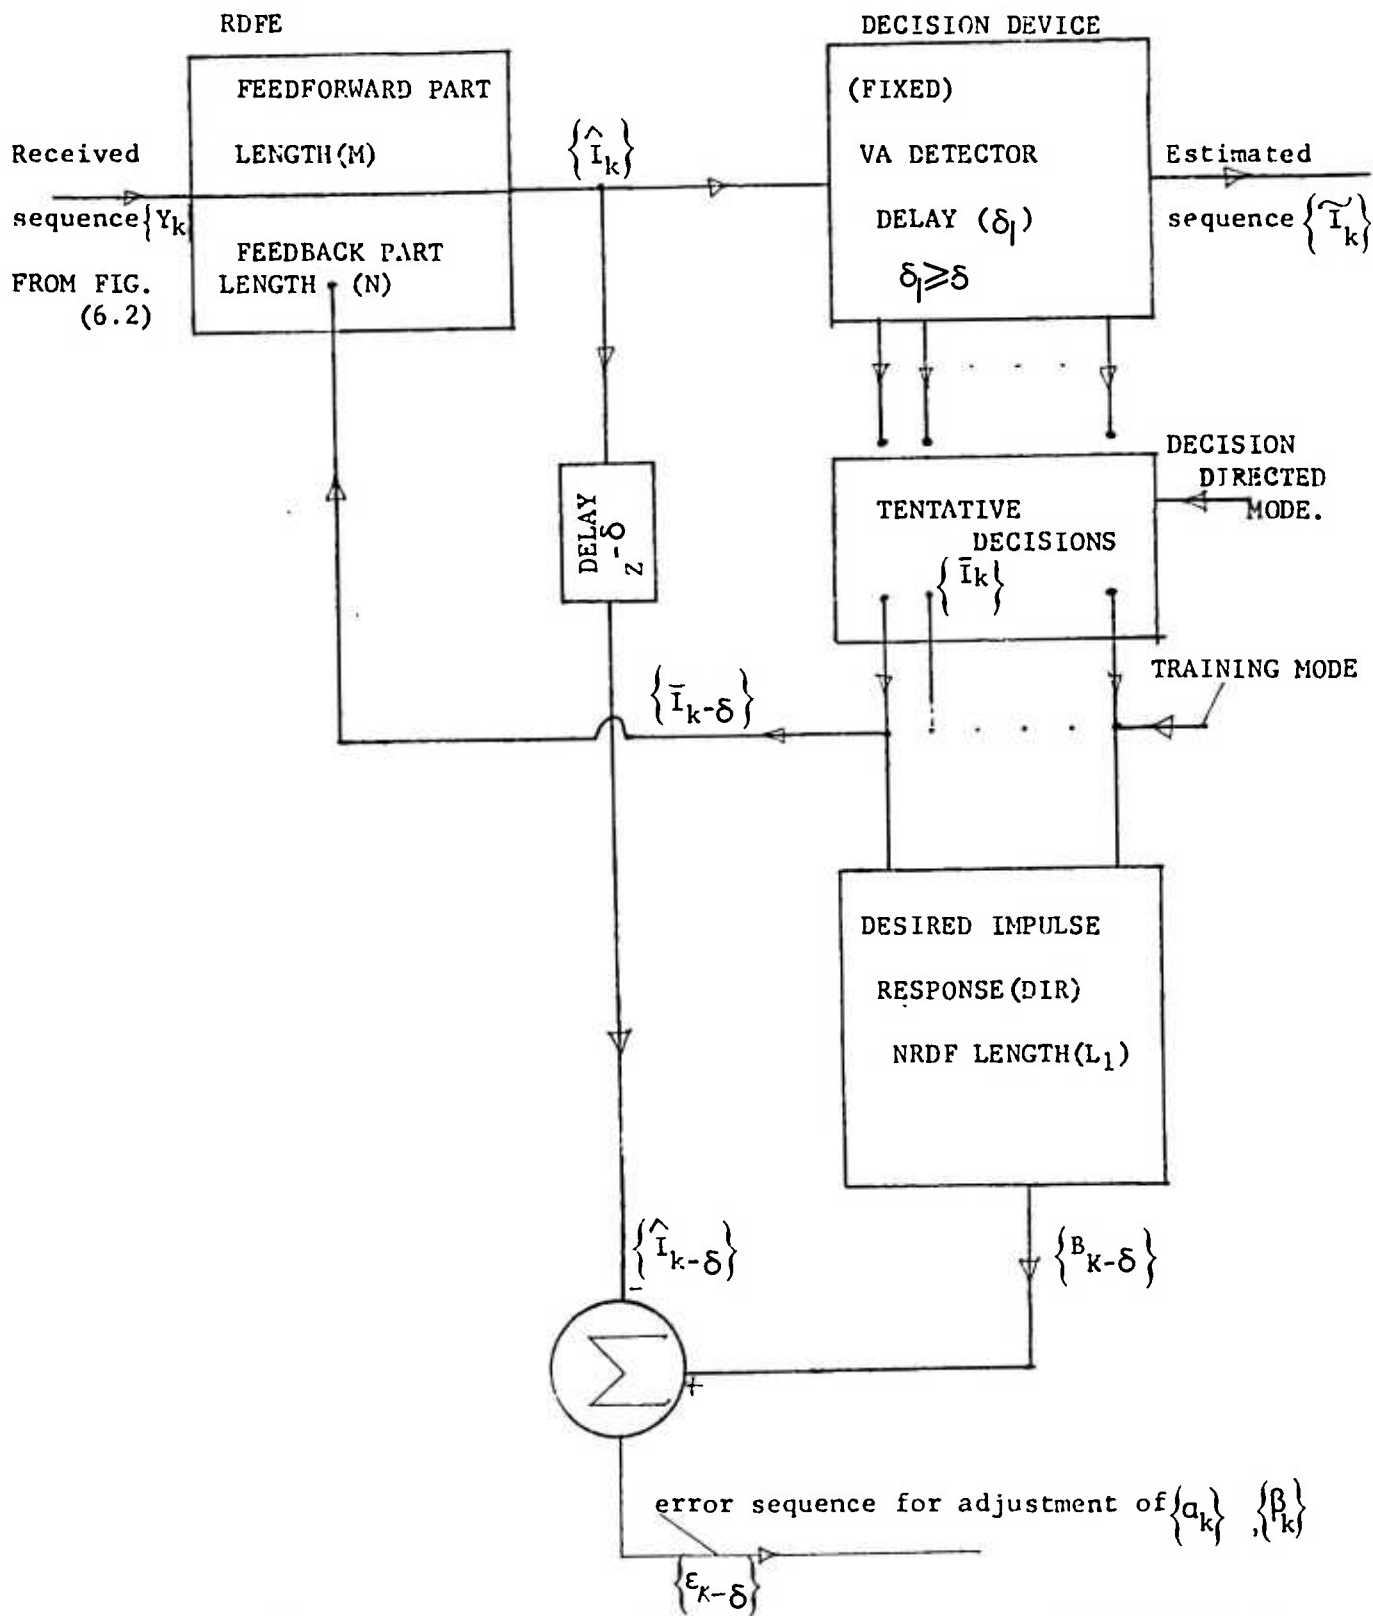 RDFE
FEEDFORWARD PART
LENGTH(M)
FEEDBACK PART
LENGTH (N)
Received
sequence{Y_k
FROM FIG.
(6.2)
{Î_k}
DECISION DEVICE
(FIXED)
VA DETECTOR
DELAY (δ_1)
δ_1≥δ
Estimated
sequence {Ĩ_k}
DELAY
z^-δ
DECISION
DIRECTED
MODE.
TENTATIVE
DECISIONS
{Ī_k}
TRAINING MODE
{Ī_k-δ}
DESIRED IMPULSE
RESPONSE(DIR)
NRDF LENGTH(L_1)
{Î_k-δ}
{B_K-δ}
-
Σ
+
error sequence for adjustment of {α_k} ,{β_k}
{ε_K-δ}